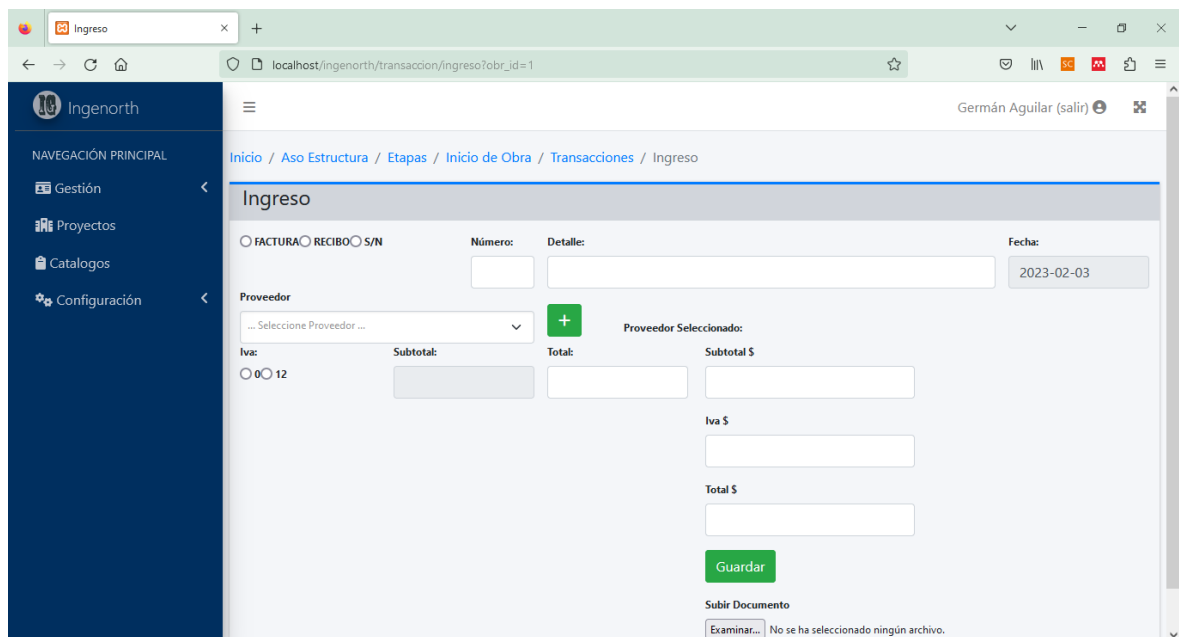 Ingreso
localhost/ingenorth/transaccion/ingreso?obr_id=1
SC
Ingenorth
Germán Aguilar (salir)
NAVEGACIÓN PRINCIPAL
Gestión
Proyectos
Catalogos
Configuración
Inicio / Aso Estructura / Etapas / Inicio de Obra / Transacciones / Ingreso
Ingreso
FACTURA RECIBO S/N
Número:
Detalle:
Fecha:
2023-02-03
Proveedor
... Seleccione Proveedor ...
+
Proveedor Seleccionado:
Iva:
Subtotal:
Total:
Subtotal $
0 12
Iva $
Total $
Guardar
Subir Documento
Examinar... No se ha seleccionado ningún archivo.